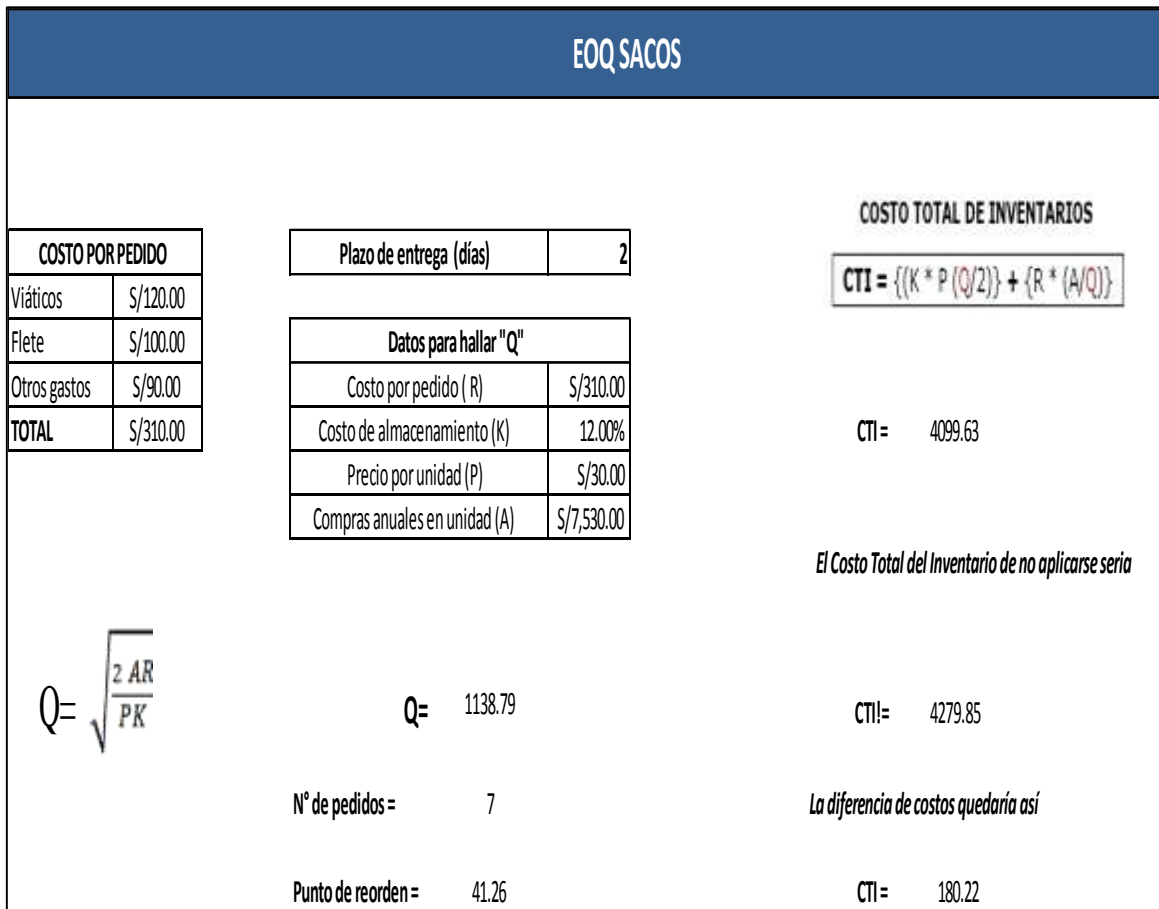 EOQ SACOS
COSTO TOTAL DE INVENTARIOS
CTI = {(K * P (Q/2)} + {R * (A/Q)}
COSTO POR PEDIDO
Viáticos S/120.00
Flete S/100.00
Otros gastos S/90.00
TOTAL S/310.00
Plazo de entrega (días) 2
Datos para hallar "Q"
Costo por pedido ( R) S/310.00
Costo de almacenamiento (K) 12.00%
Precio por unidad (P) S/30.00
Compras anuales en unidad (A) S/7,530.00
CTI = 4099.63
El Costo Total del Inventario de no aplicarse seria
Q= √(2 AR / PK)
Q= 1138.79
CTI!= 4279.85
N° de pedidos = 7
La diferencia de costos quedaría así
Punto de reorden = 41.26
CTI = 180.22